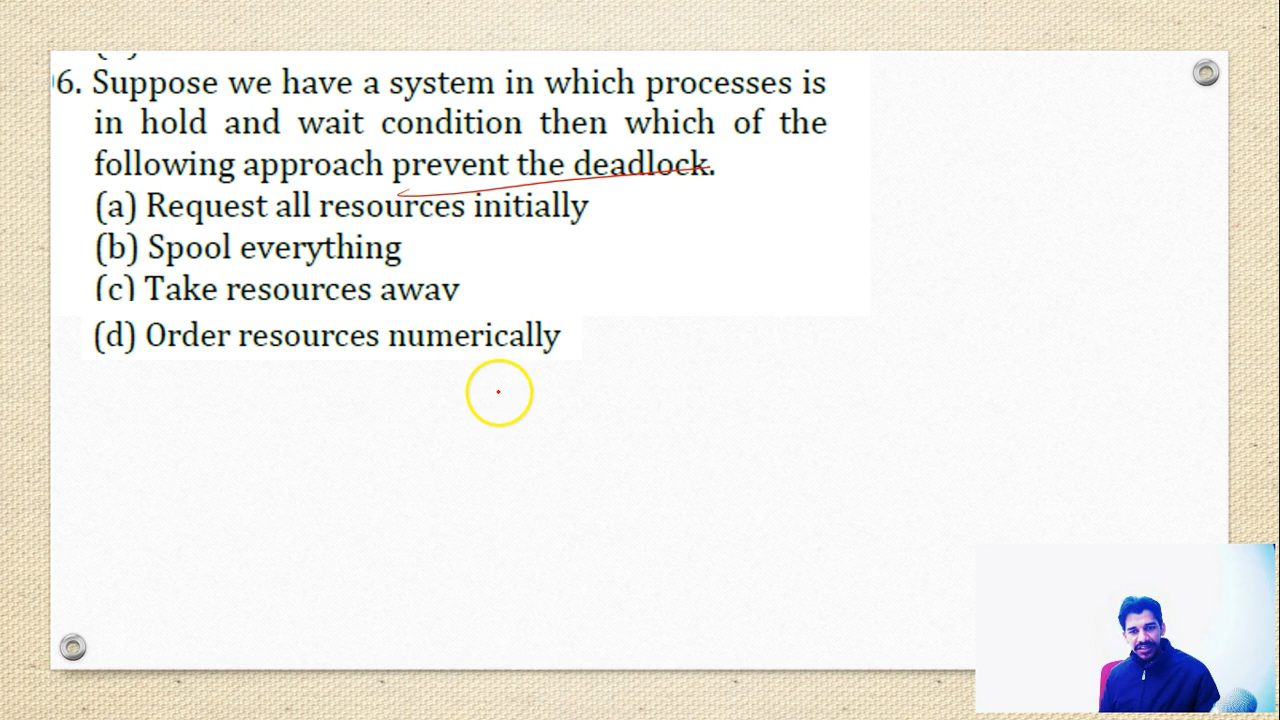 6. Suppose we have a system in which processes is
in hold and wait condition then which of the
following approach prevent the deadlock.
(a) Request all resources initially
(b) Spool everything
(c) Take resources away
(d) Order resources numerically